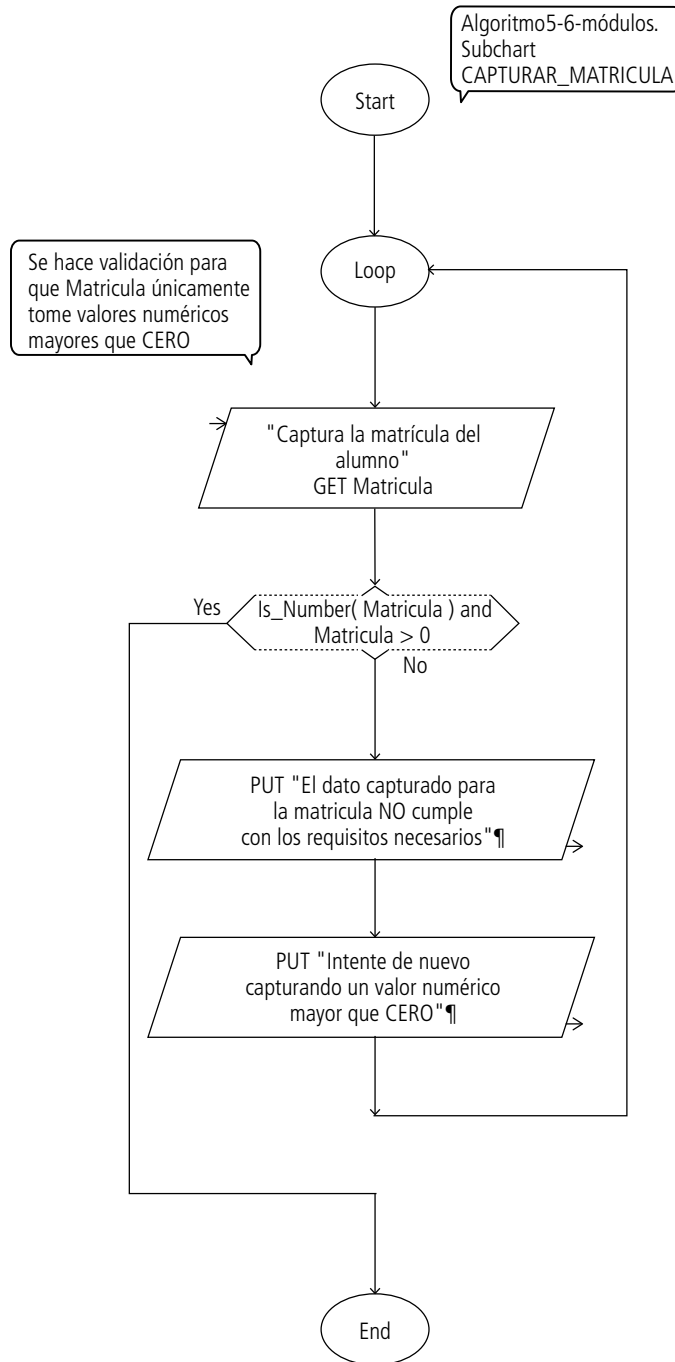 Algoritmo5-6-módulos.
Subchart
CAPTURAR_MATRICULA
Start
Loop
Se hace validación para
que Matricula únicamente
tome valores numéricos
mayores que CERO
"Captura la matrícula del
alumno"
GET Matricula
Yes
Is_Number( Matricula ) and
Matricula > 0
No
PUT "El dato capturado para
la matricula NO cumple
con los requisitos necesarios"¶
PUT "Intente de nuevo
capturando un valor numérico
mayor que CERO"¶
End